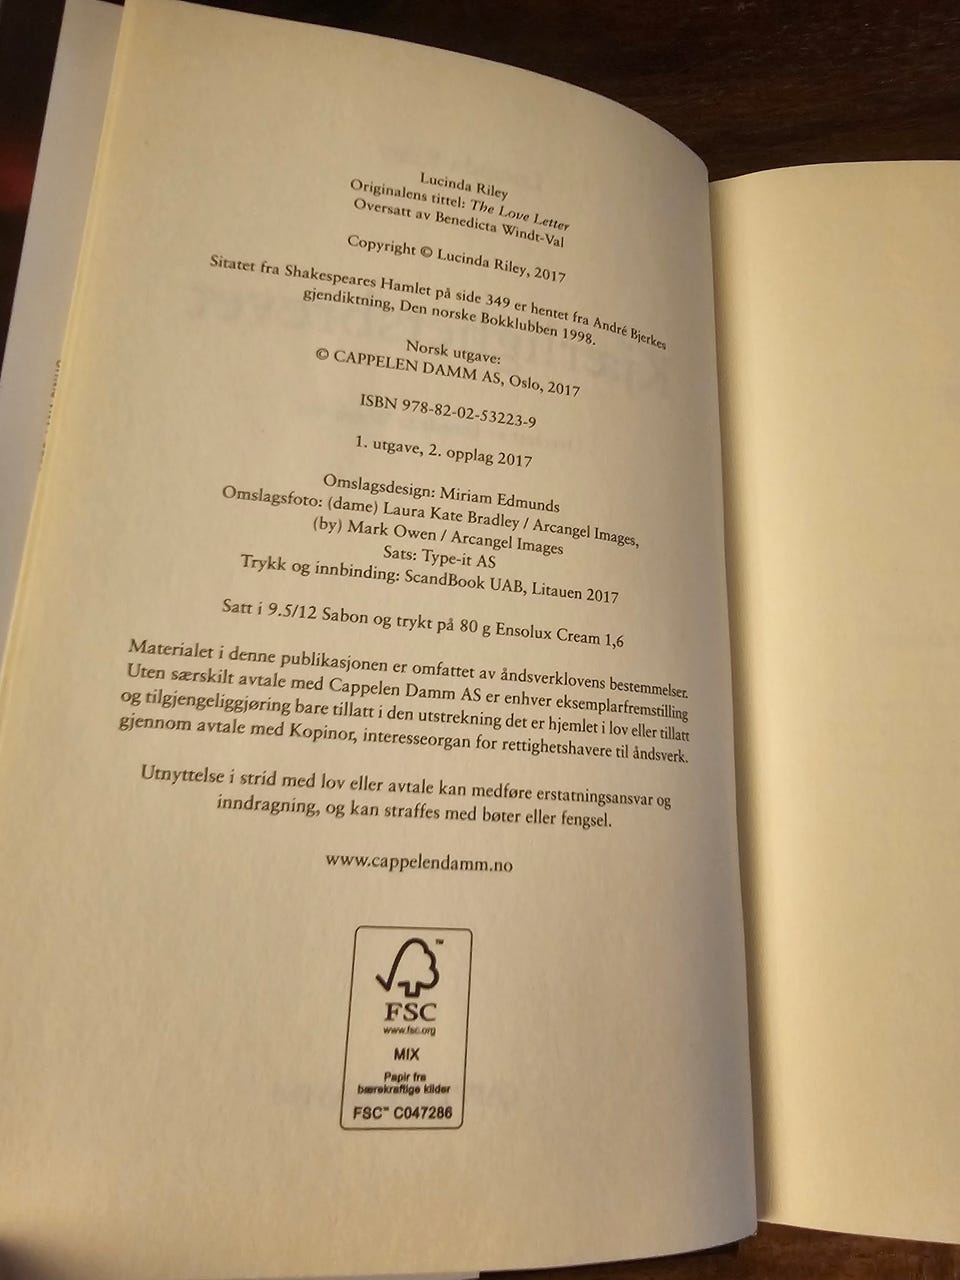 Lucinda Riley
Originalens tittel: The Love Letter
Oversatt av Benedicta Windt-Val
Copyright © Lucinda Riley, 2017
Sitatet fra Shakespeares Hamlet på side 349 er hentet fra André Bjerkes
gjendiktning, Den norske Bokklubben 1998.
Norsk utgave:
© CAPPELEN DAMM AS, Oslo, 2017
ISBN 978-82-02-53223-9
1. utgave, 2. opplag 2017
Omslagsdesign: Miriam Edmunds
Omslagsfoto: (dame) Laura Kate Bradley / Arcangel Images,
(by) Mark Owen / Arcangel Images
Sats: Type-it AS
Trykk og innbinding: ScandBook UAB, Litauen 2017
Satt i 9.5/12 Sabon og trykt på 80 g Ensolux Cream 1,6
Materialet i denne publikasjonen er omfattet av åndsverklovens bestemmelser.
Uten særskilt avtale med Cappelen Damm AS er enhver eksemplarfremstilling
og tilgjengeliggjøring bare tillatt i den utstrekning det er hjemlet i lov eller tillatt
gjennom avtale med Kopinor, interesseorgan for rettighetshavere til åndsverk.
Utnyttelse i strid med lov eller avtale kan medføre erstatningsansvar og
inndragning, og kan straffes med bøter eller fengsel.
www.cappelendamm.no
™
FSC
www.fsc.org
MIX
Papir fra
bærekraftige kilder
FSC™ C047286